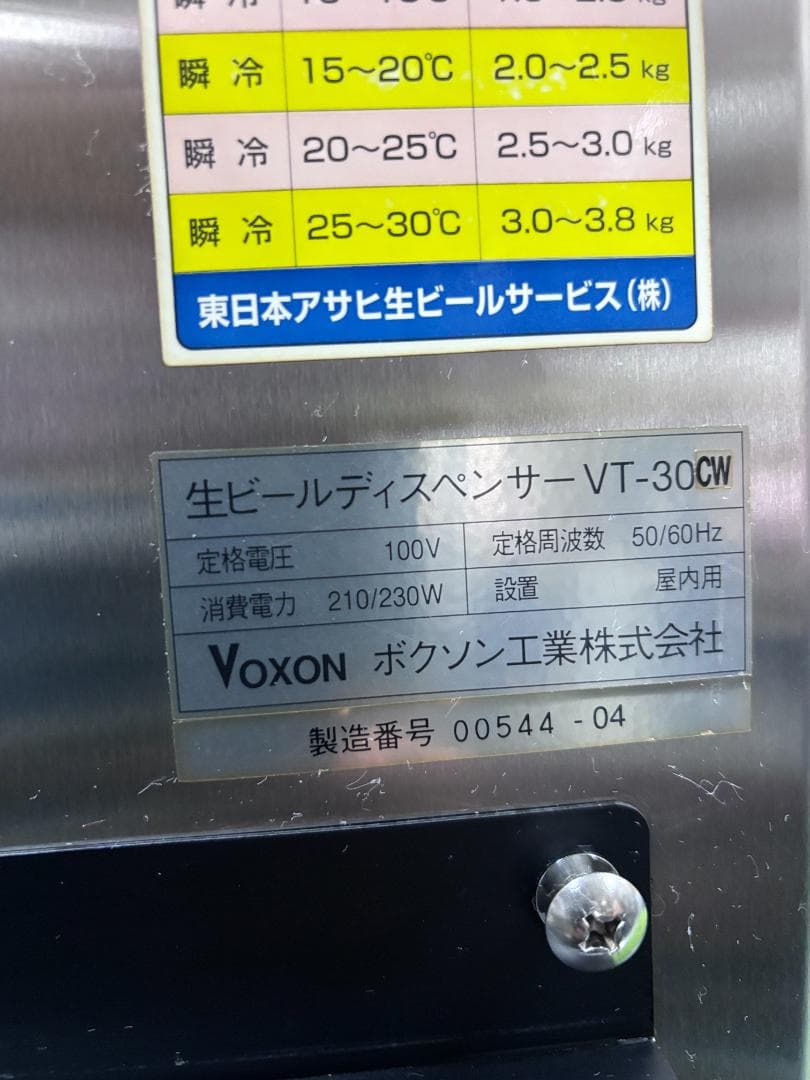 瞬 冷
瞬 冷 15〜20℃ 2.0〜2.5 kg
瞬 冷 20〜25℃ 2.5〜3.0 kg
瞬 冷 25〜30℃ 3.0〜3.8 kg
東日本アサヒ生ビールサービス(株)
生ビールディスペンサーVT-30CW
定格電圧 100V 定格周波数 50/60Hz
消費電力 210/230W 設置 屋内用
VOXON ボクソン工業株式会社
製造番号 00544 - 04